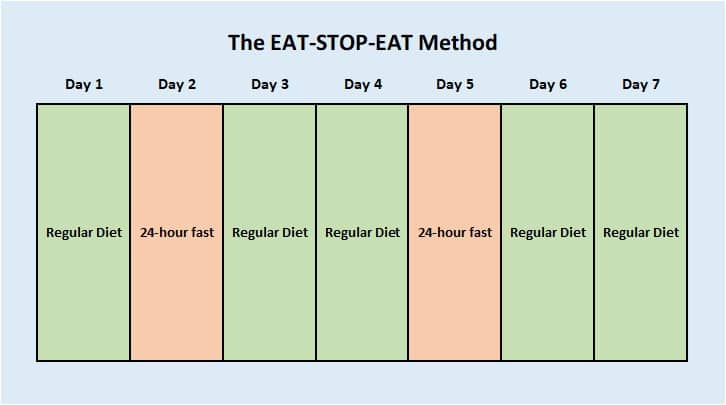 The EAT-STOP-EAT Method
Day 1 Day 2 Day 3 Day 4 Day 5 Day 6 Day 7
Regular Diet 24-hour fast Regular Diet Regular Diet 24-hour fast Regular Diet Regular Diet